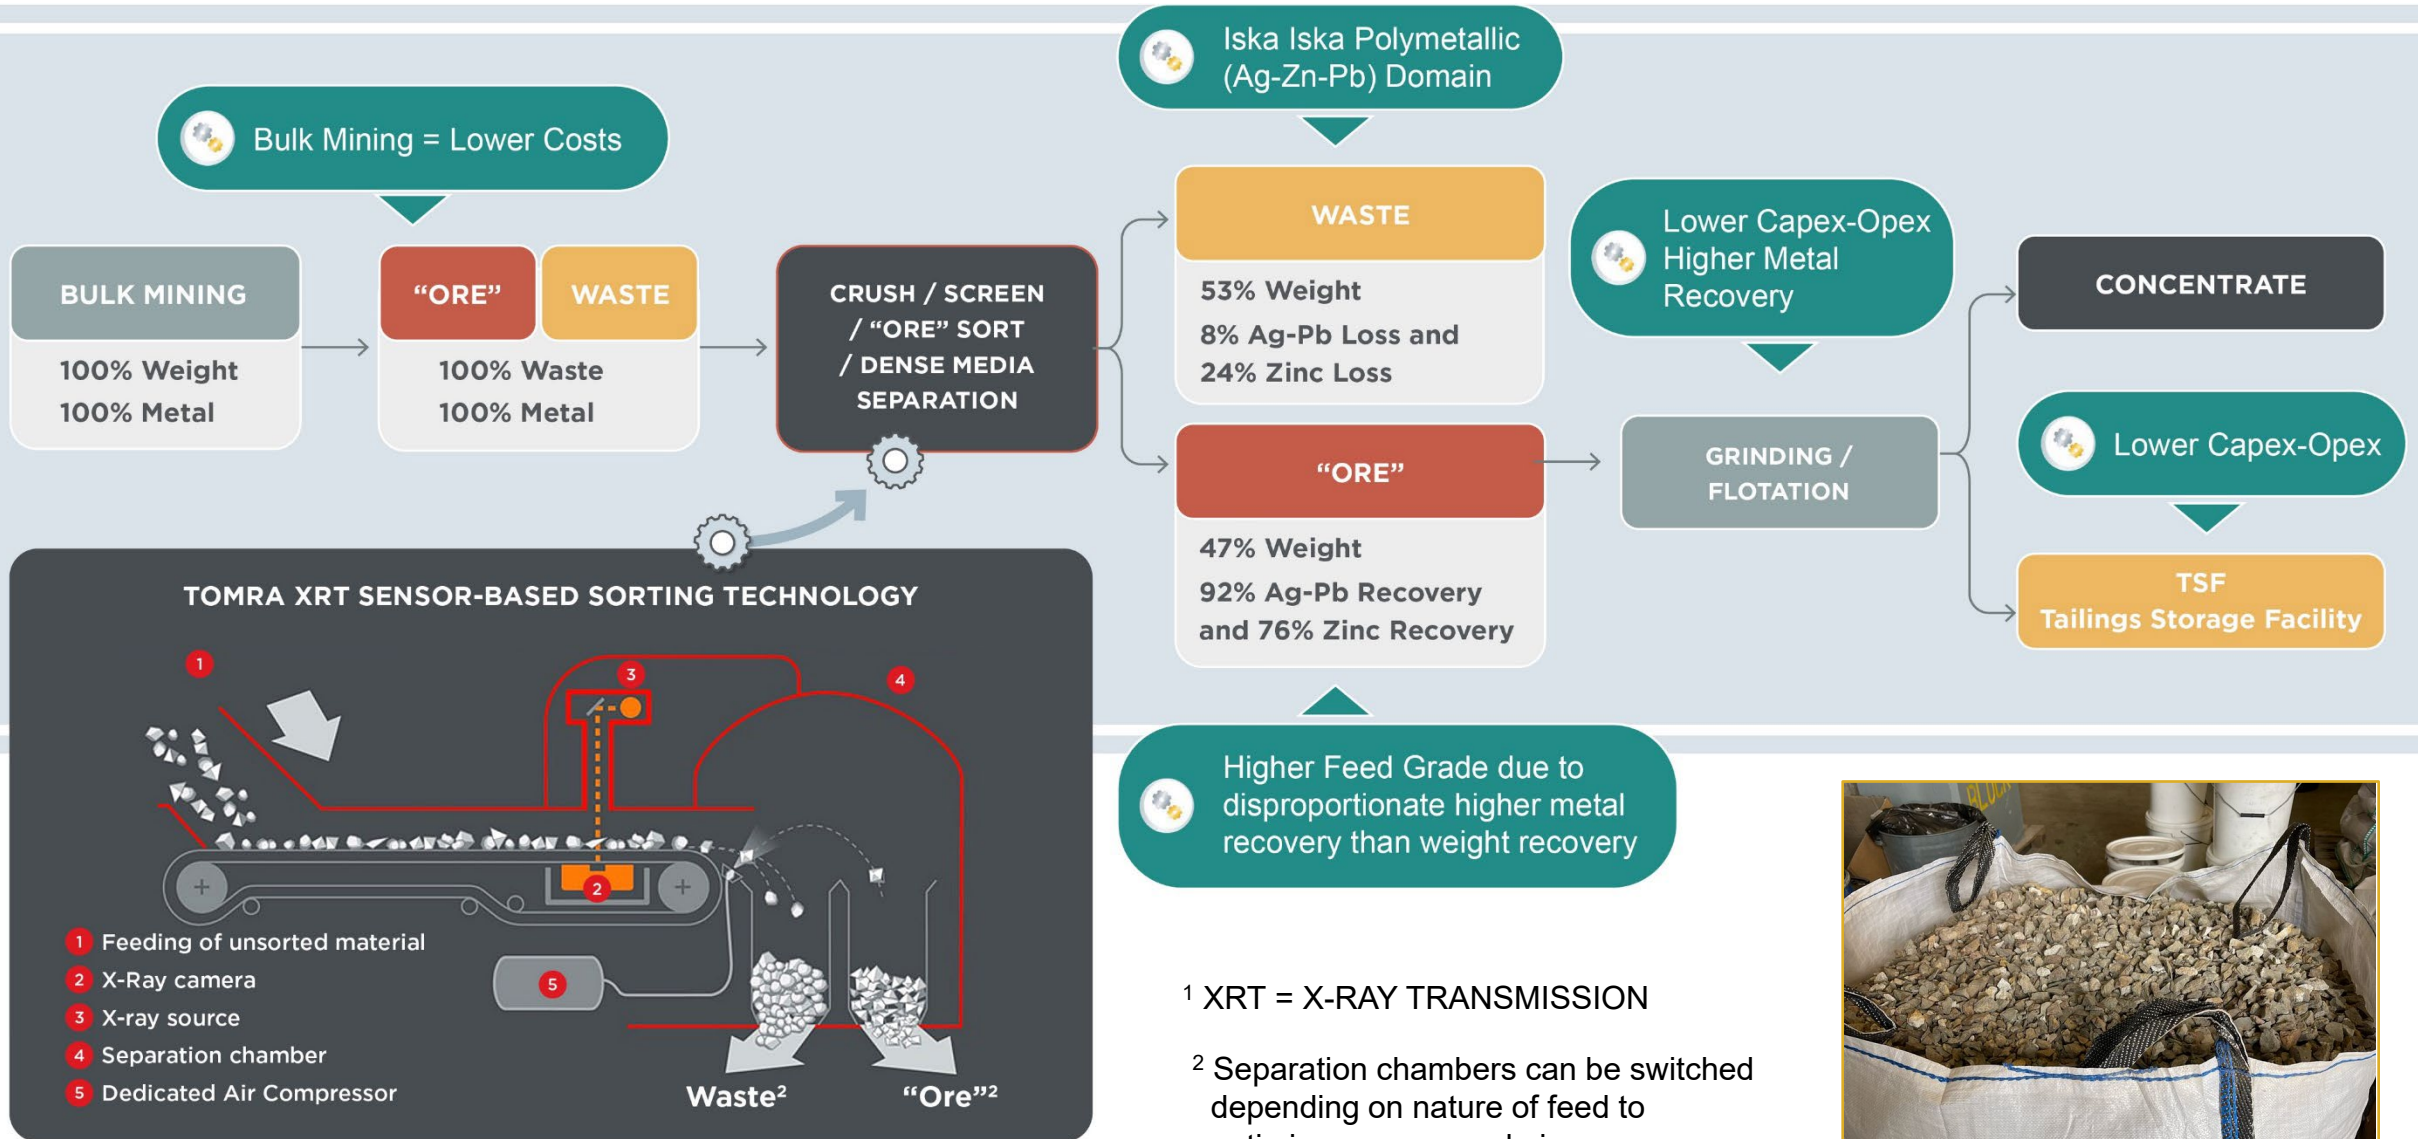 Iska Iska Polymetallic
(Ag-Zn-Pb) Domain
Bulk Mining = Lower Costs
BULK MINING
100% Weight
100% Metal
“ORE”
WASTE
100% Waste
100% Metal
CRUSH / SCREEN
/ “ORE” SORT
/ DENSE MEDIA
SEPARATION
WASTE
53% Weight
8% Ag-Pb Loss and
24% Zinc Loss
“ORE”
47% Weight
92% Ag-Pb Recovery
and 76% Zinc Recovery
Lower Capex-Opex
Higher Metal
Recovery
GRINDING /
FLOTATION
CONCENTRATE
Lower Capex-Opex
TSF
Tailings Storage Facility
Higher Feed Grade due to
disproportionate higher metal
recovery than weight recovery
TOMRA XRT SENSOR-BASED SORTING TECHNOLOGY
1
3
4
2
5
1 Feeding of unsorted material
2 X-Ray camera
3 X-ray source
4 Separation chamber
5 Dedicated Air Compressor
Waste²
“Ore”²
¹ XRT = X-RAY TRANSMISSION
² Separation chambers can be switched
depending on nature of feed to